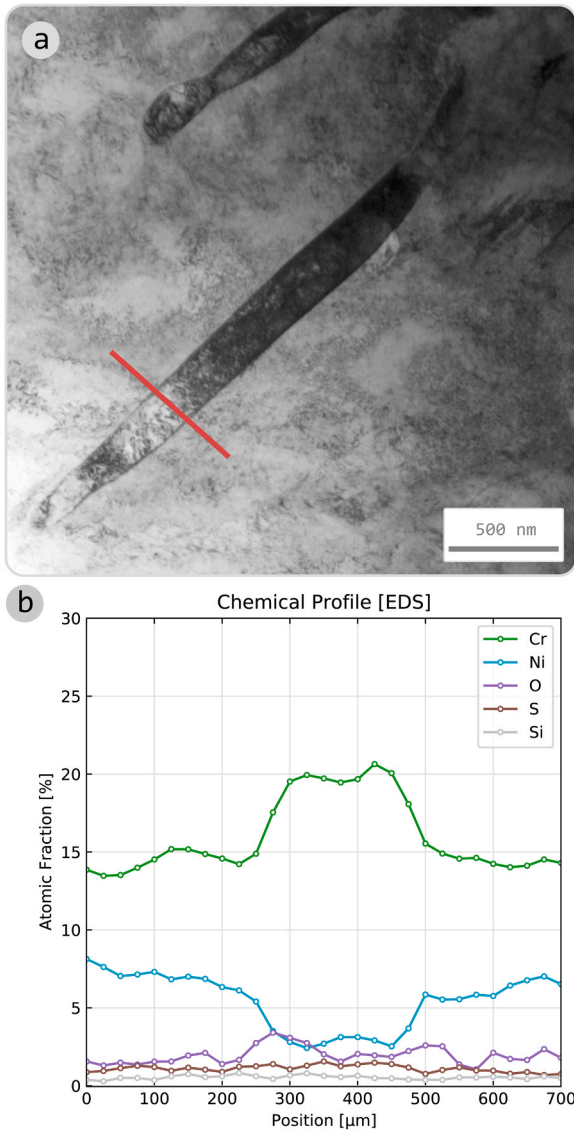 a
500 nm
b
Chemical Profile [EDS]
30
25
20
15
10
5
0
Atomic Fraction [%]
Cr
Ni
O
S
Si
0 100 200 300 400 500 600 700
Position [μm]